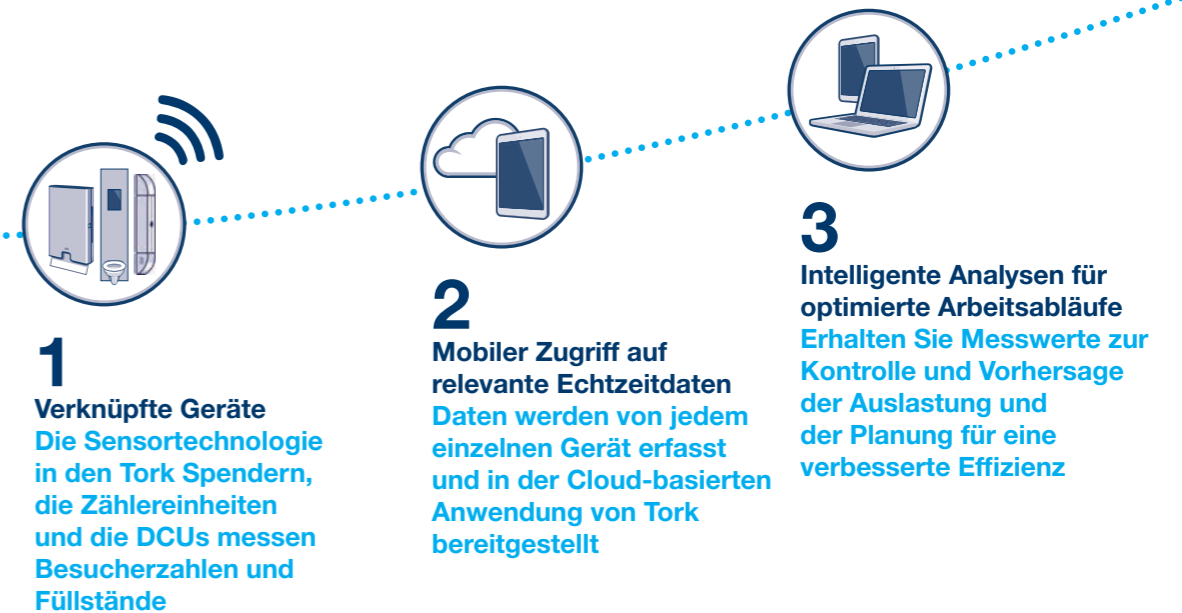 1
Verknüpfte Geräte
Die Sensortechnologie
in den Tork Spendern,
die Zählereinheiten
und die DCUs messen
Besucherzahlen und
Füllstände
2
Mobiler Zugriff auf
relevante Echtzeitdaten
Daten werden von jedem
einzelnen Gerät erfasst
und in der Cloud-basierten
Anwendung von Tork
bereitgestellt
3
Intelligente Analysen für
optimierte Arbeitsabläufe
Erhalten Sie Messwerte zur
Kontrolle und Vorhersage
der Auslastung und
der Planung für eine
verbesserte Effizienz